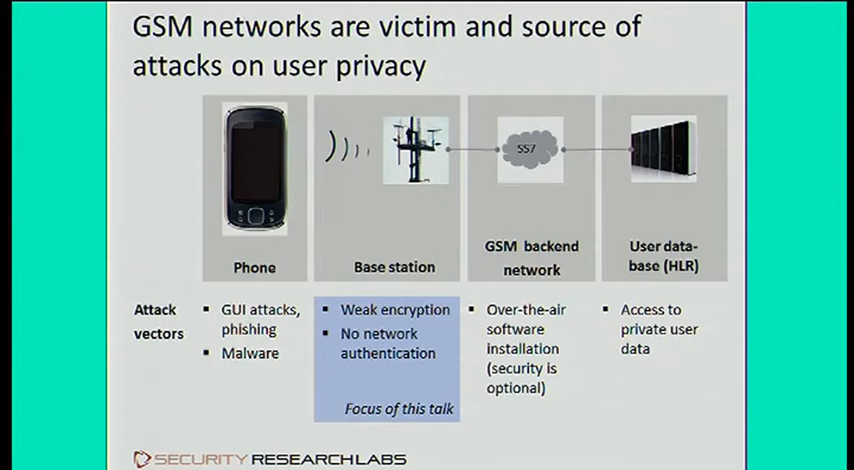 GSM networks are victim and source of
attacks on user privacy
SS7
Phone
Base station
GSM backend
network
User data-
base (HLR)
Attack
vectors
▪ GUI attacks,
phishing
▪ Malware
▪ Weak encryption
▪ No network
authentication
Focus of this talk
▪ Over-the-air
software
installation
(security is
optional)
▪ Access to
private user
data
SECURITY RESEARCH LABS